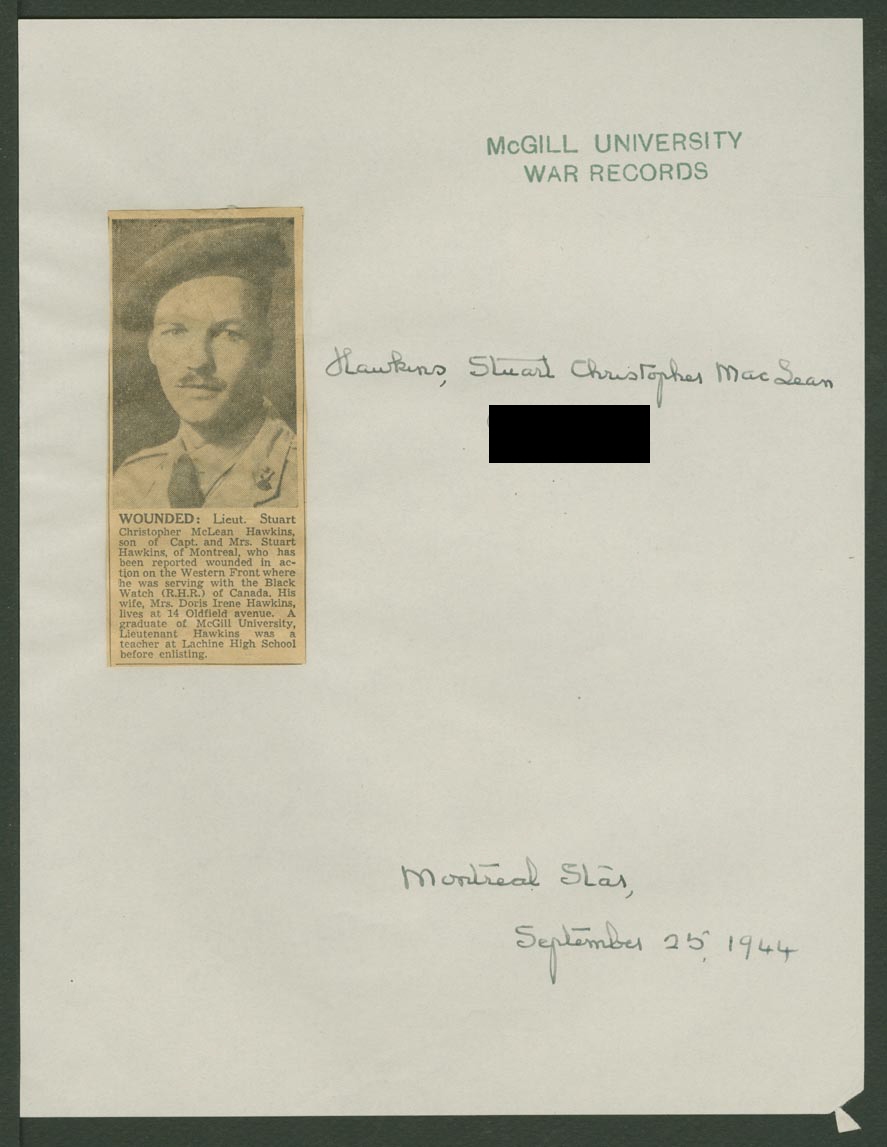 McGILL UNIVERSITY
WAR RECORDS
Hawkins, Stuart Christopher MacLean
WOUNDED: Lieut. Stuart
Christopher McLean Hawkins,
son of Capt. and Mrs. Stuart
Hawkins, of Montreal, who has
been reported wounded in ac-
tion on the Western Front where
he was serving with the Black
Watch (R.H.R.) of Canada. His
wife, Mrs. Doris Irene Hawkins,
lives at 14 Oldfield avenue. A
graduate of McGill University,
Lieutenant Hawkins was a
teacher at Lachine High School
before enlisting.
Montreal Star,
September 25, 1944